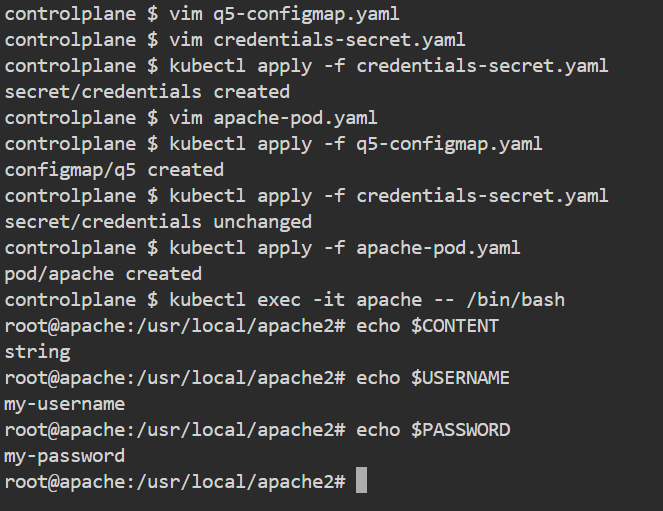 controlplane $ vim q5-configmap.yaml
controlplane $ vim credentials-secret.yaml
controlplane $ kubectl apply -f credentials-secret.yaml
secret/credentials created
controlplane $ vim apache-pod.yaml
controlplane $ kubectl apply -f q5-configmap.yaml
configmap/q5 created
controlplane $ kubectl apply -f credentials-secret.yaml
secret/credentials unchanged
controlplane $ kubectl apply -f apache-pod.yaml
pod/apache created
controlplane $ kubectl exec -it apache -- /bin/bash
root@apache:/usr/local/apache2# echo $CONTENT
string
root@apache:/usr/local/apache2# echo $USERNAME
my-username
root@apache:/usr/local/apache2# echo $PASSWORD
my-password
root@apache:/usr/local/apache2#